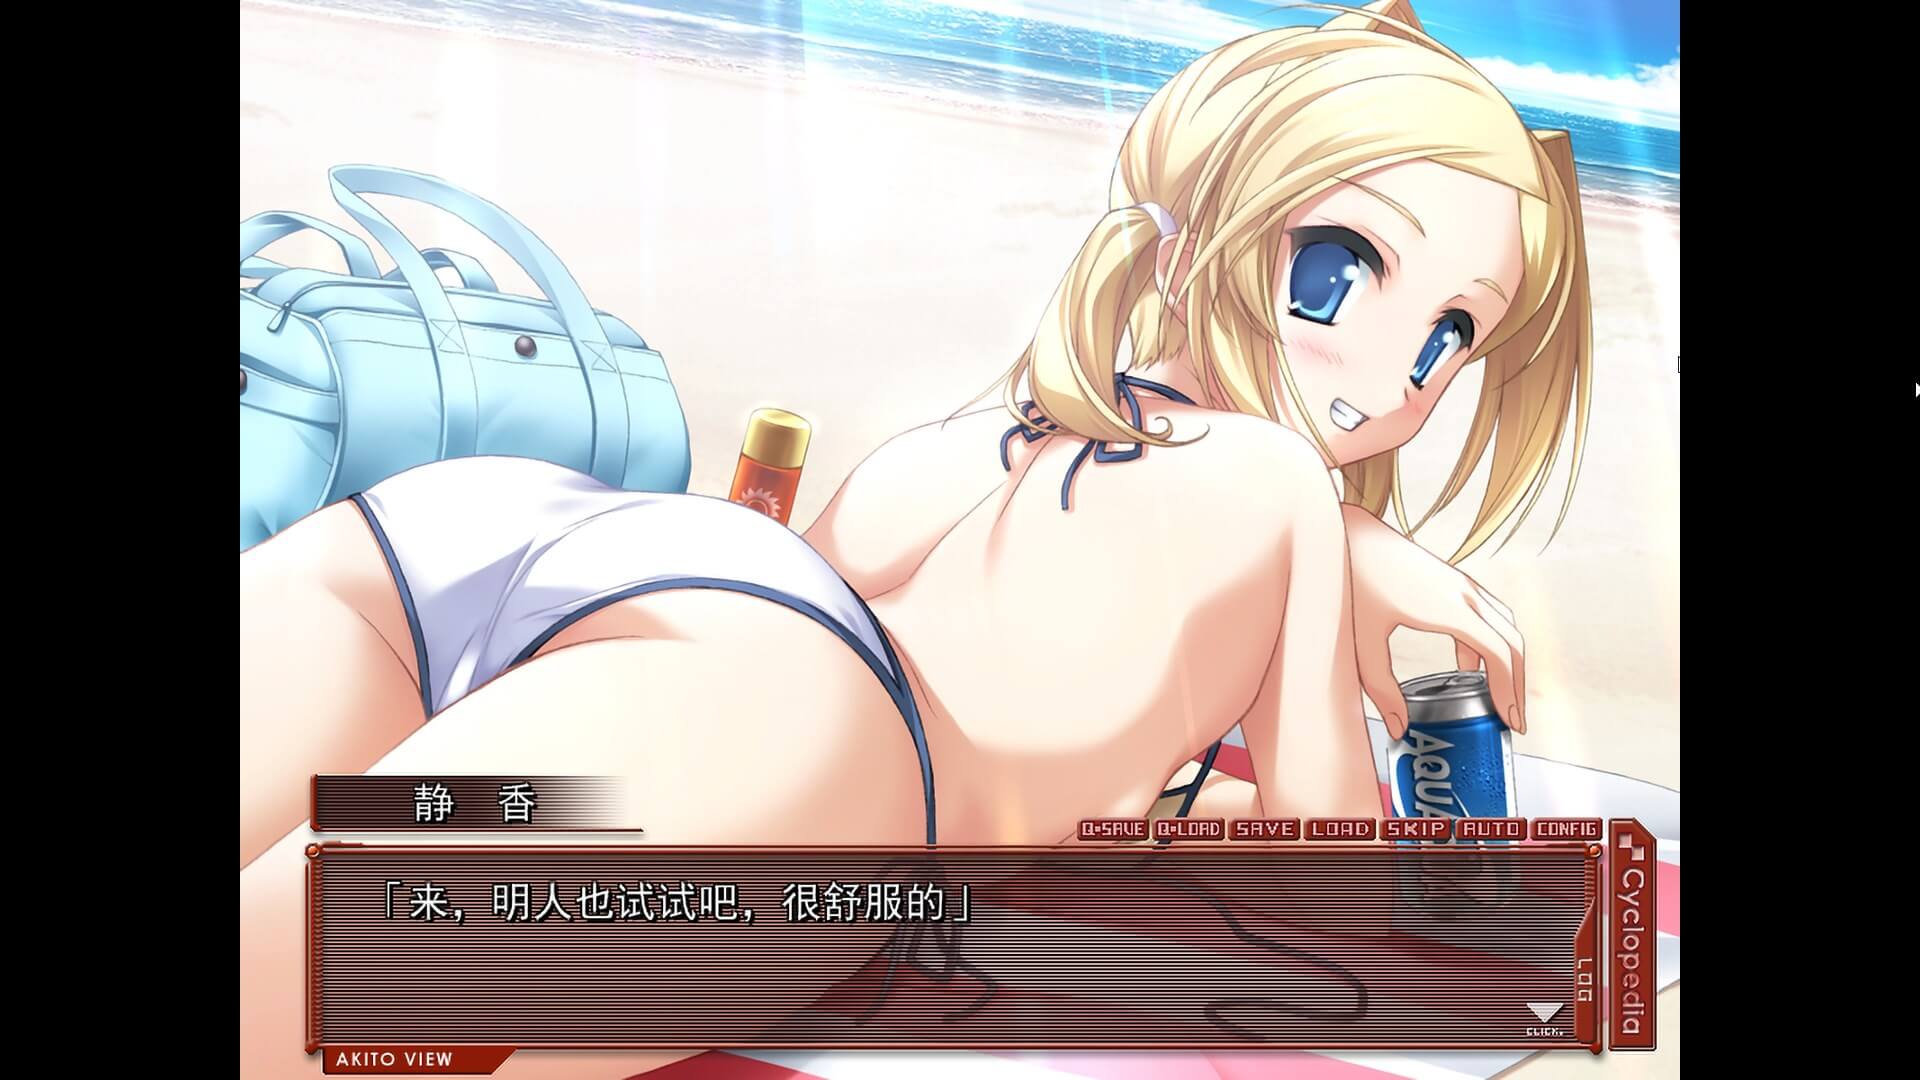 静　香
Q・SAVE Q・LOAD SAVE LOAD SKIP AUTO CONFIG
「来，明人也试试吧，很舒服的」
AQUA
Cyclopedia
LOG
CLICK.
AKITO VIEW